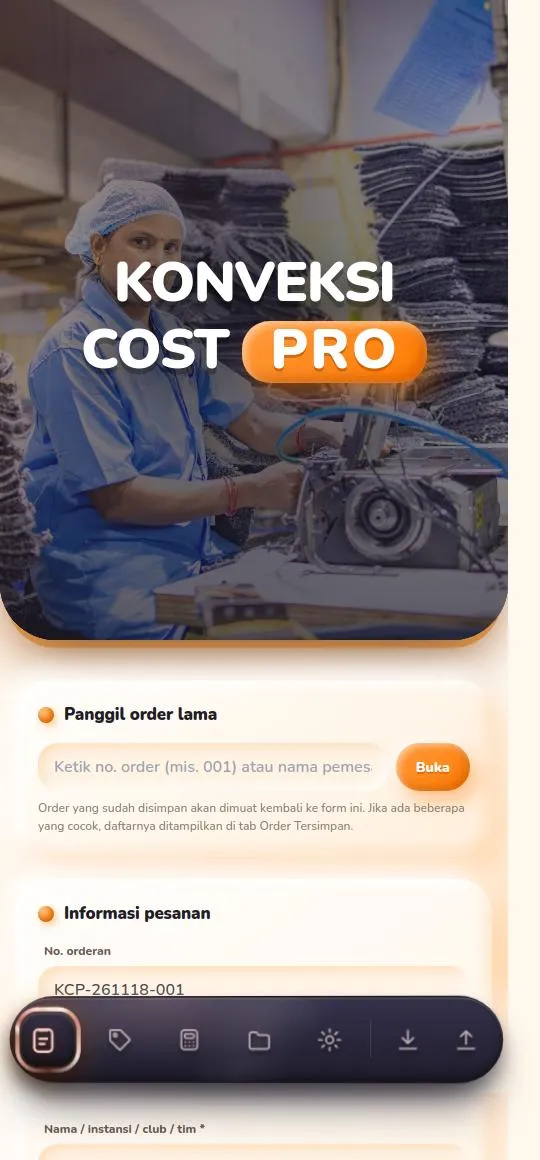 KONVEKSI
COST PRO
Panggil order lama
Ketik no. order (mis. 001) atau nama pemes
Buka
Order yang sudah disimpan akan dimuat kembali ke form ini. Jika ada beberapa
yang cocok, daftarnya ditampilkan di tab Order Tersimpan.
Informasi pesanan
No. orderan
KCP-261118-001
Nama / instansi / club / tim *